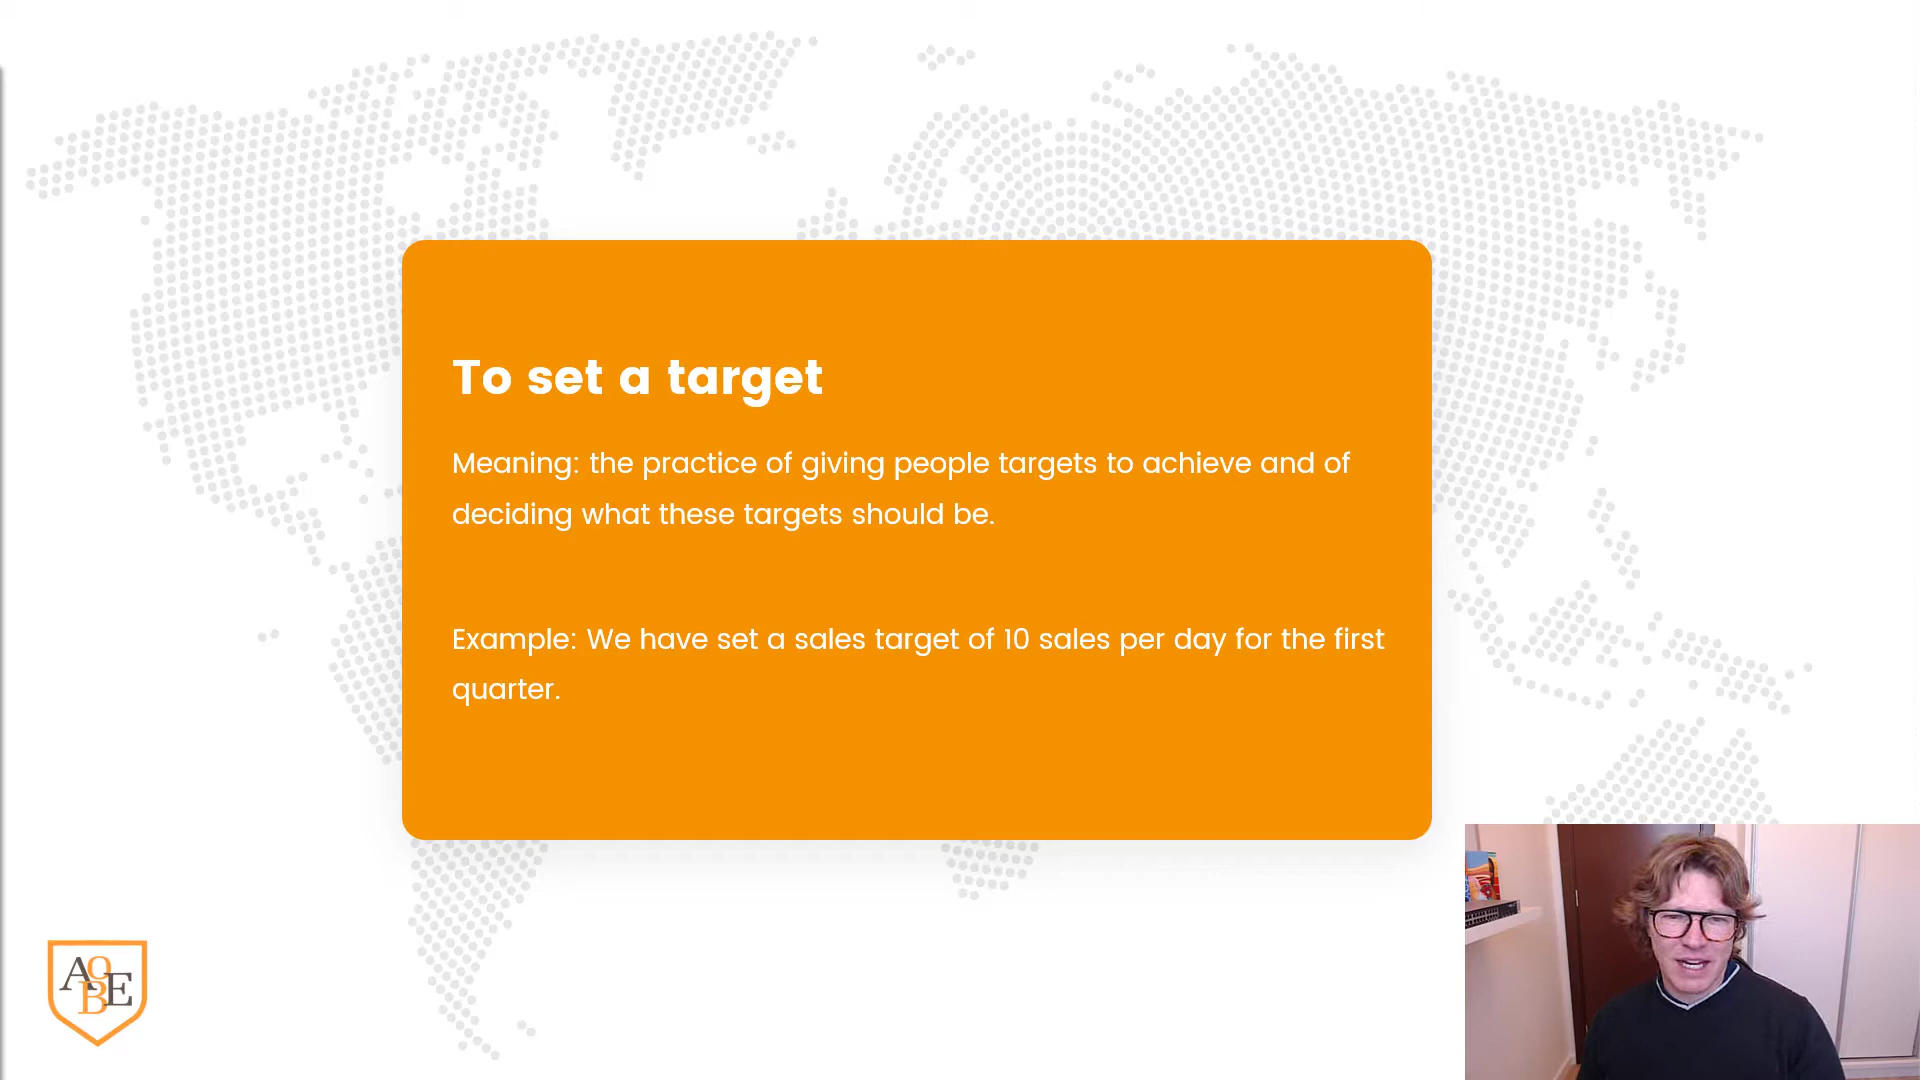 To set a target
Meaning: the practice of giving people targets to achieve and of
deciding what these targets should be.
Example: We have set a sales target of 10 sales per day for the first
quarter.
AOBE